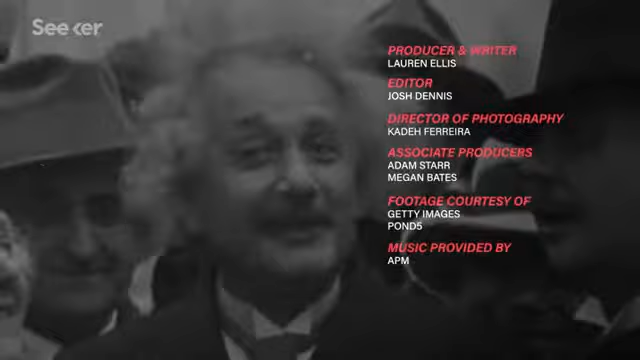 Seeker
PRODUCER & WRITER
LAUREN ELLIS
EDITOR
JOSH DENNIS
DIRECTOR OF PHOTOGRAPHY
KADEH FERREIRA
ASSOCIATE PRODUCERS
ADAM STARR
MEGAN BATES
FOOTAGE COURTESY OF
GETTY IMAGES
POND5
MUSIC PROVIDED BY
APM